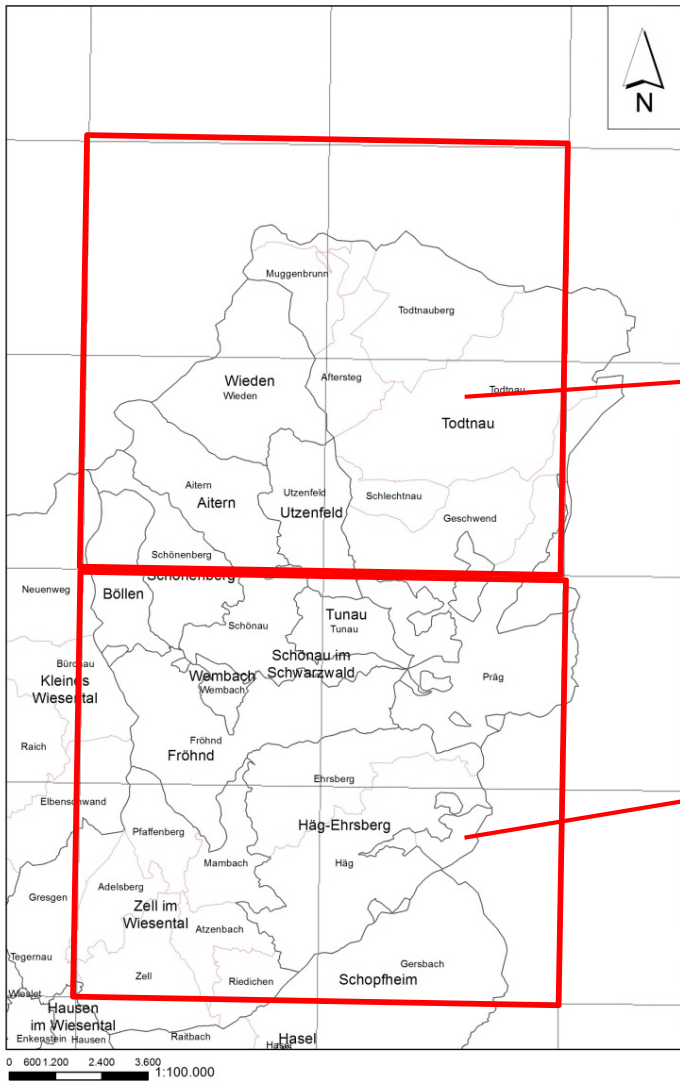 N
Muggenbrunn
Todtnauberg
Wieden
Wieden
Aftersteg
Todtnau
Todtnau
Aitern
Aitern
Utzenfeld
Utzenfeld
Schlechtnau
Geschwend
Schönenberg
Schönenberg
Neuenweg
Böllen
Schönau
Tunau
Tunau
Schönau im
Schwarzwald
Bürchau
Kleines
Wiesental
Wembach
Wembach
Präg
Raich
Fröhnd
Fröhnd
Ehrsberg
Elbenschwand
Häg-Ehrsberg
Pfaffenberg
Mambach
Häg
Adelsberg
Gresgen
Zell im
Wiesental
Atzenbach
Tegernau
Zell
Riedichen
Gersbach
Schopfheim
Wieslet
Hausen
im Wiesental
Enkenstein
Hausen
Raitbach
Hasel
Hasel
0 600 1.200 2.400 3.600
1:100.000